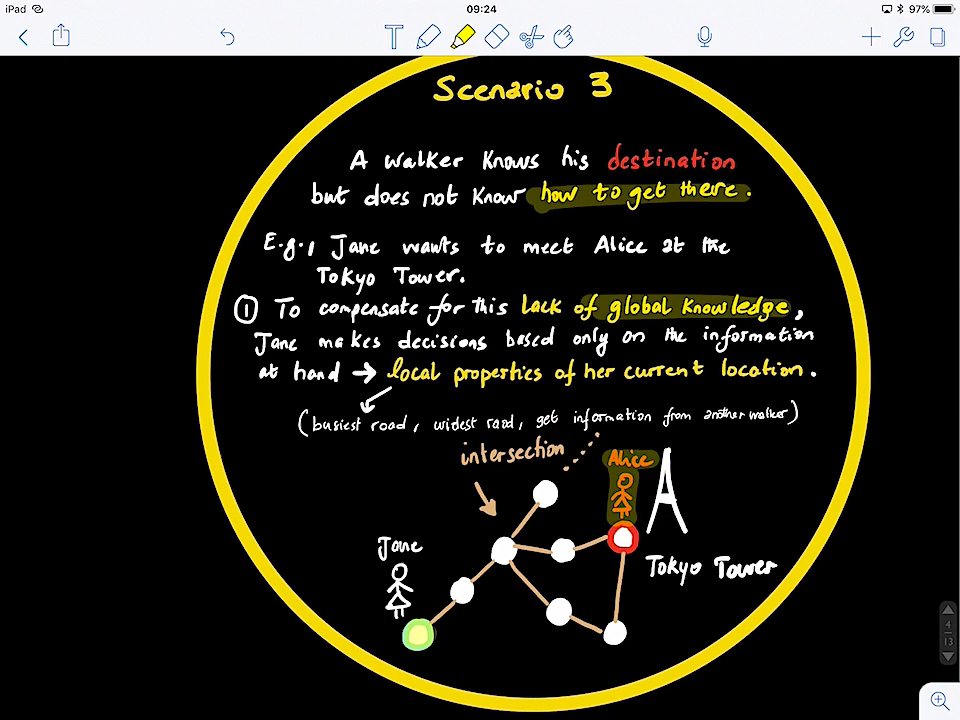 iPad 09:24 97%
T
Scenario 3
A walker knows his destination
but does not know how to get there.
E.g., Jane wants to meet Alice at the
Tokyo Tower.
① To compensate for this lack of global knowledge,
Jane makes decisions based only on the information
at hand → local properties of her current location.
(busiest road, widest road, get information from another walker)
intersection
Alice
Jane
Tokyo Tower
4
13